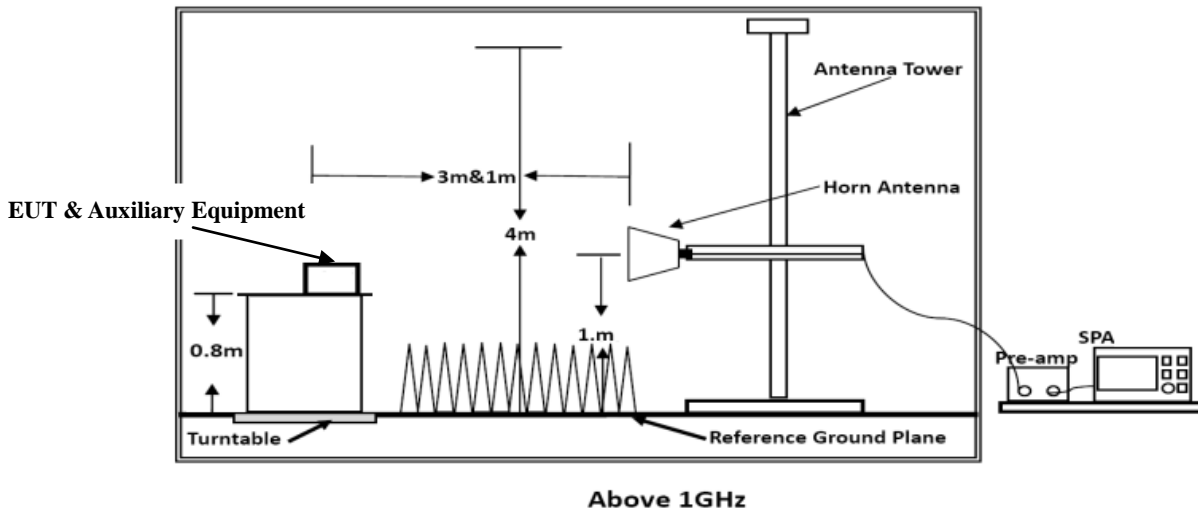 Antenna Tower
3m&1m
Horn Antenna
EUT & Auxiliary Equipment
4m
1.m
0.8m
SPA
Pre-amp
Turntable
Reference Ground Plane
Above 1GHz